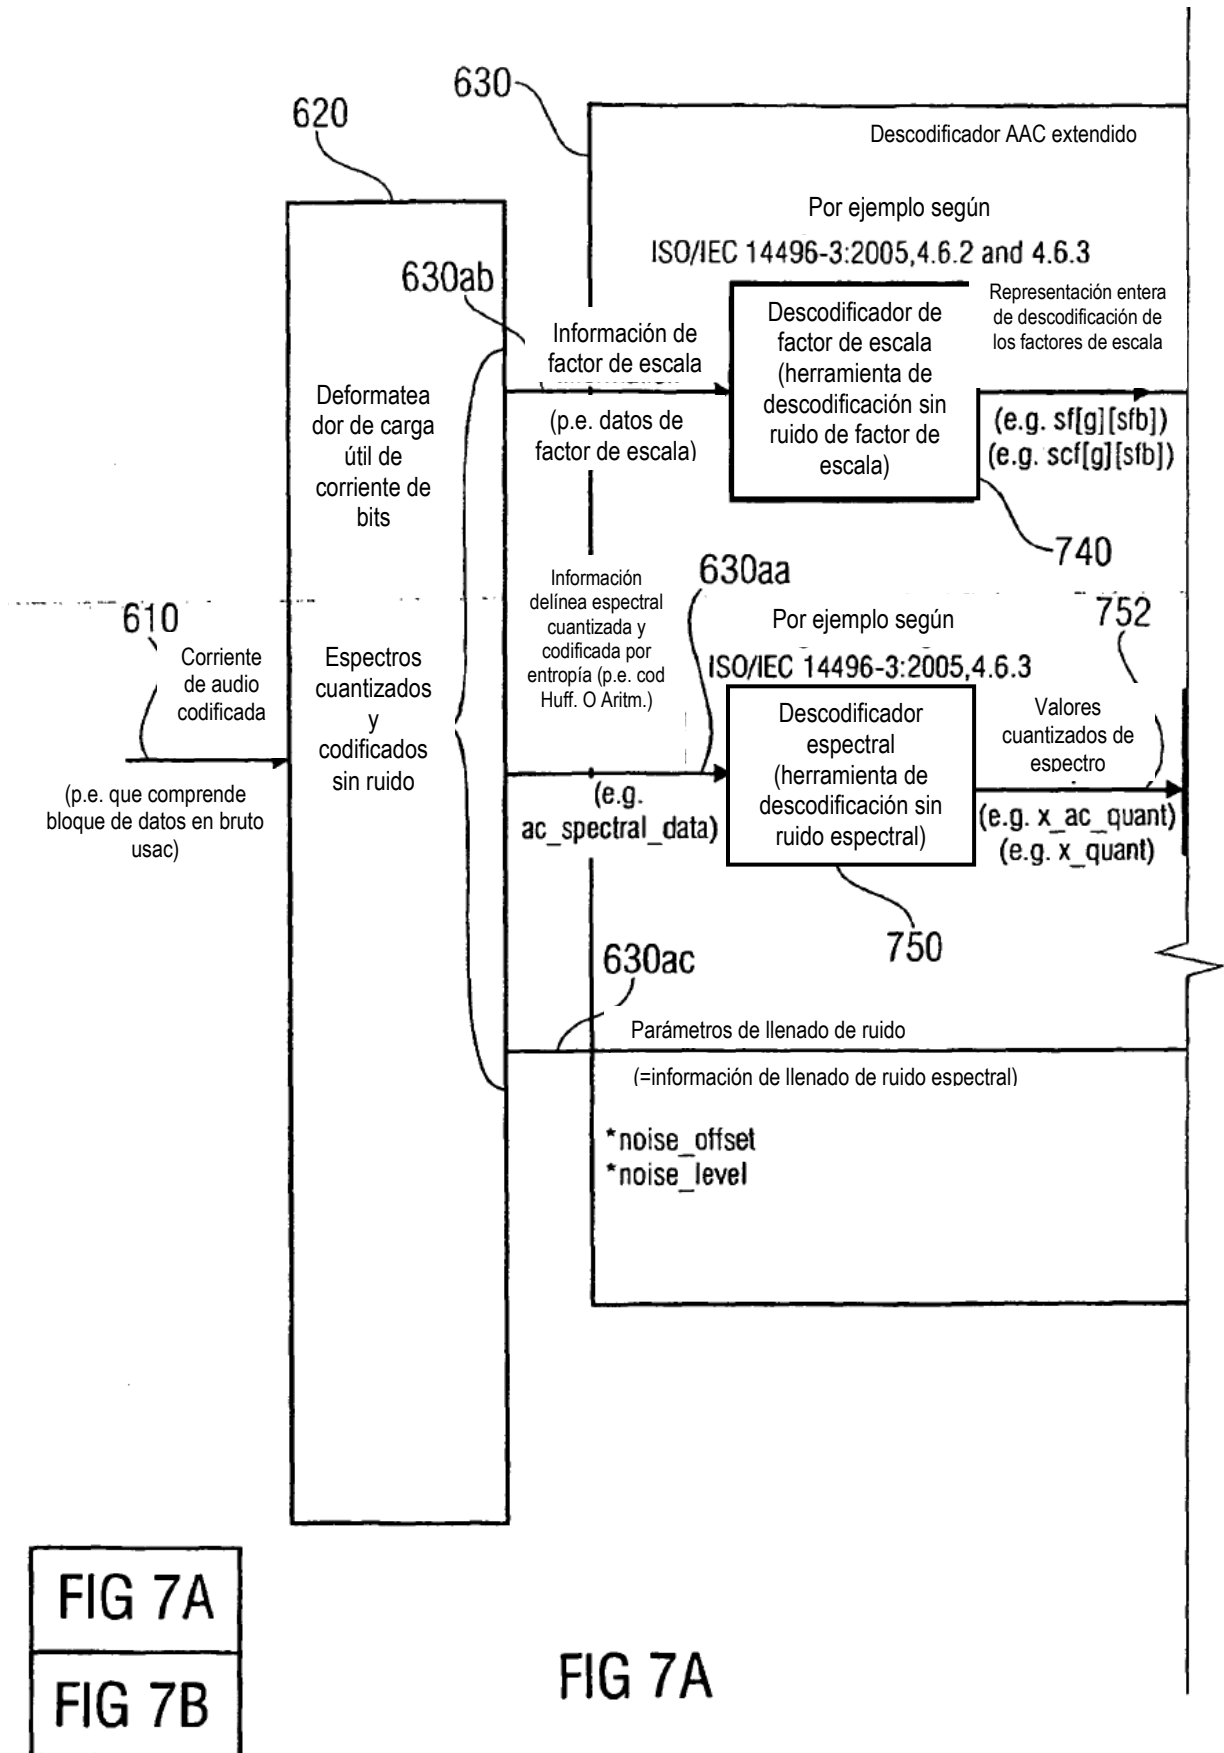 630
Descodificador AAC extendido
620
Por ejemplo según
ISO/IEC 14496-3:2005,4.6.2 and 4.6.3
630ab
Información de
factor de escala
(p.e. datos de
factor de escala)
Descodificador de
factor de escala
(herramienta de
descodificación sin
ruido de factor de
escala)
Representación entera
de descodificación de
los factores de escala
(e.g. sf[g][sfb])
(e.g. scf[g][sfb])
740
Deformatea
dor de carga
útil de
corriente de
bits
Información
delínea espectral
cuantizada y
codificada por
entropía (p.e. cod
Huff. O Aritm.)
630aa
Por ejemplo según
ISO/IEC 14496-3:2005,4.6.3
752
610
Corriente
de audio
codificada
(p.e. que comprende
bloque de datos en bruto
usac)
Espectros
cuantizados
y
codificados
sin ruido
(e.g.
ac_spectral_data)
Descodificador
espectral
(herramienta de
descodificación sin
ruido espectral)
Valores
cuantizados de
espectro
(e.g. x_ac_quant)
(e.g. x_quant)
750
630ac
Parámetros de llenado de ruido
(=información de llenado de ruido espectral)
*noise_offset
*noise_level
FIG 7A
FIG 7B
FIG 7A